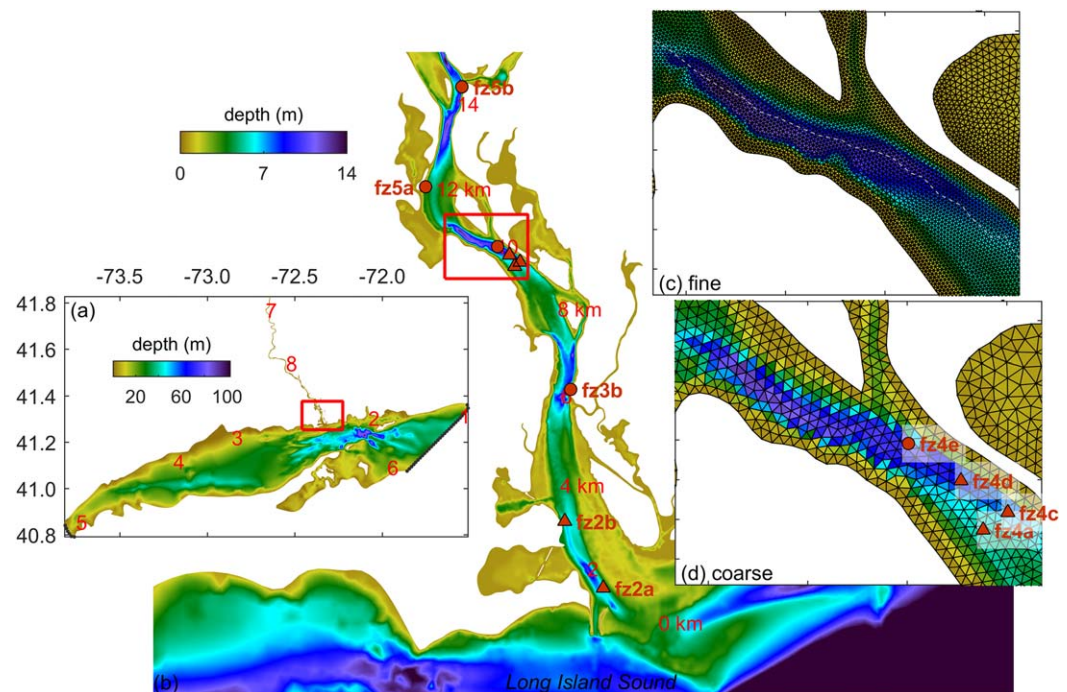 fz5b
14
(c) fine
depth (m)
0 7 14
fz5a
12 km
-73.5 -73.0 -72.5 -72.0
(a)
41.8
41.6
41.4
41.2
41.0
40.8
7
8
depth (m)
20 60 100
1
2
3
4
5
6
8 km
fz3b
4 km
fz2b
2
fz2a
0 km
(b)
Long Island Sound
fz4e
fz4d
fz4c
fz4a
(d) coarse